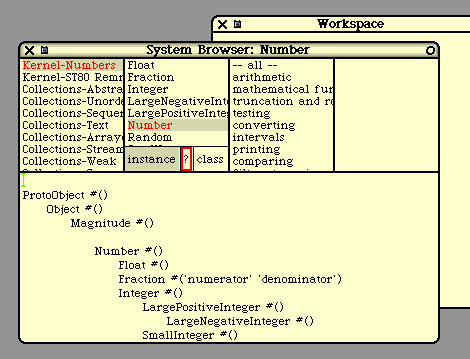 Workspace
System Browser: Number
Kernel-Numbers
Kernel-ST80
Collections-Abstra
Collections-Unorde
Collections-Sequen
Collections-Text
Collections-Arraye
Collections-Stream
Collections-Weak
Float
Fraction
Integer
LargeNegativeInte
LargePositiveInteg
Number
Random
instance ? class
-- all --
arithmetic
mathematical fun
truncation and ro
testing
converting
intervals
printing
comparing
ProtoObject #()
Object #()
Magnitude #()
Number #()
Float #()
Fraction #('numerator' 'denominator')
Integer #()
LargePositiveInteger #()
LargeNegativeInteger #()
SmallInteger #()